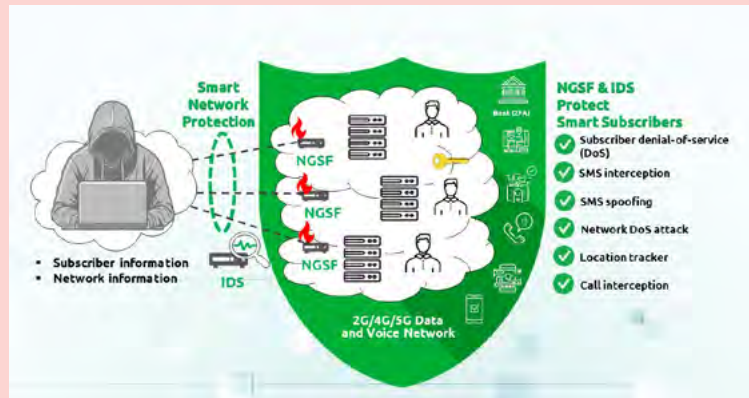 Smart
Network
Protection
NGSF
NGSF
NGSF
IDS
▪ Subscriber information
▪ Network information
Bank (2FA)
2G/4G/5G Data
and Voice Network
NGSF & IDS
Protect
Smart Subscribers
Subscriber denial-of-service
(DoS)
SMS interception
SMS spoofing
Network DoS attack
Location tracker
Call interception